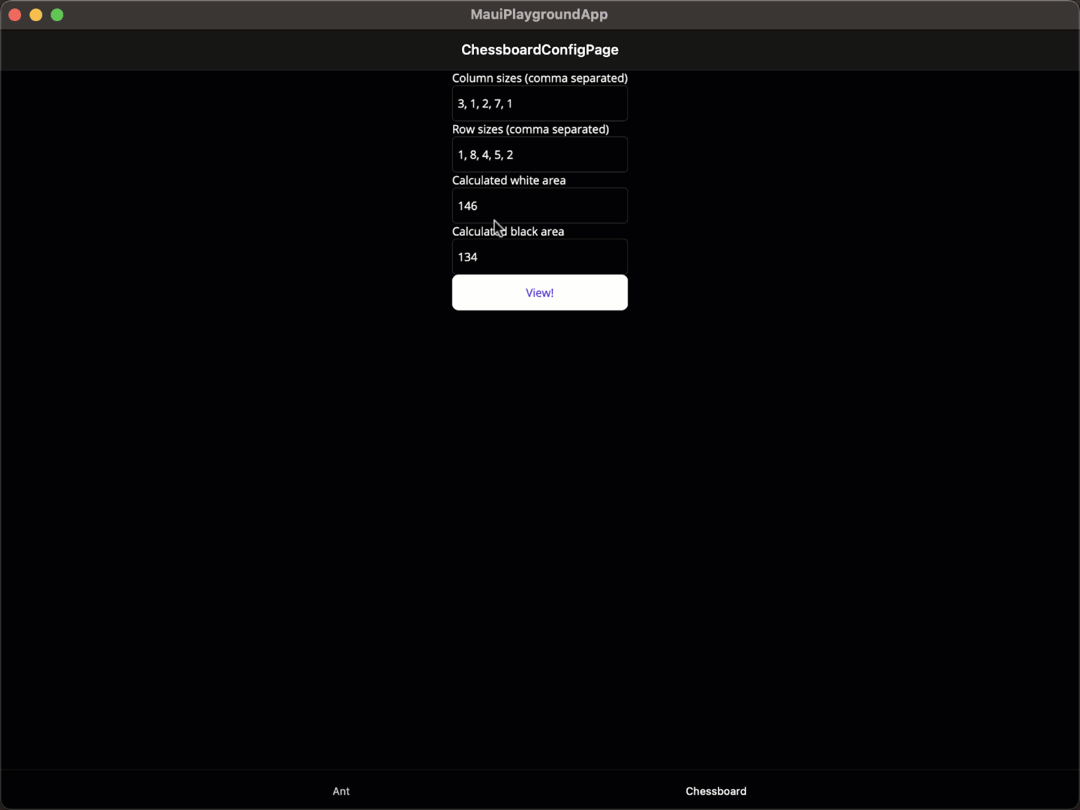 MauiPlaygroundApp
ChessboardConfigPage
Column sizes (comma separated)
3, 1, 2, 7, 1
Row sizes (comma separated)
1, 8, 4, 5, 2
Calculated white area
146
Calculated black area
134
View!
Ant Chessboard